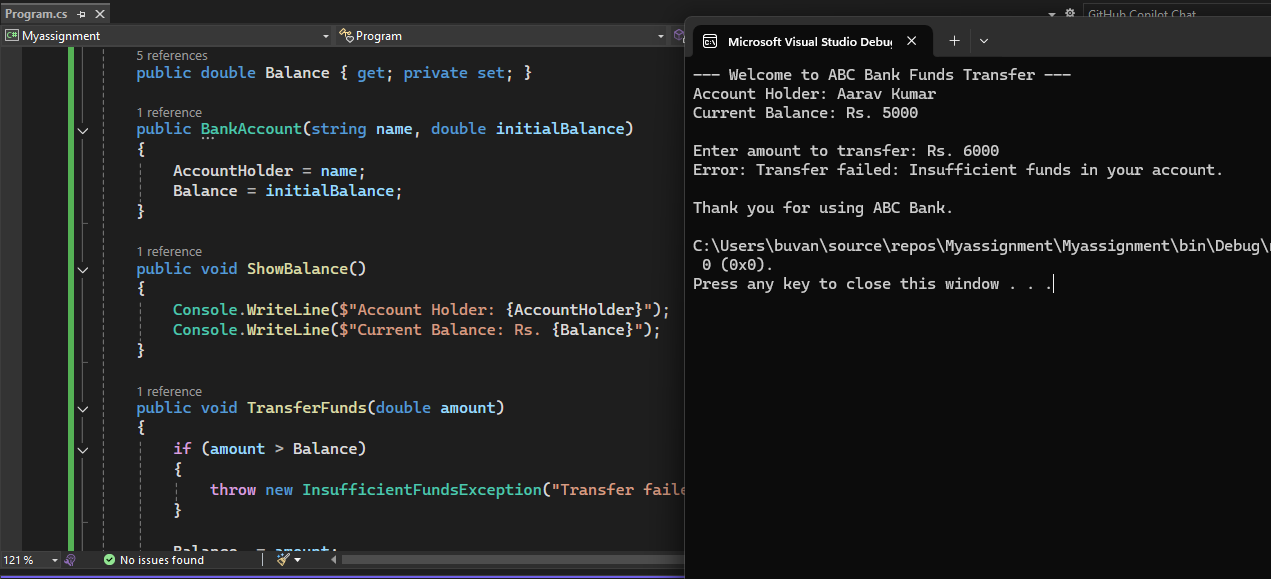 Program.cs
GitHub Copilot Chat
C# Myassignment
Program
5 references
public double Balance { get; private set; }
1 reference
public BankAccount(string name, double initialBalance)
{
AccountHolder = name;
Balance = initialBalance;
}
1 reference
public void ShowBalance()
{
Console.WriteLine($"Account Holder: {AccountHolder}");
Console.WriteLine($"Current Balance: Rs. {Balance}");
}
1 reference
public void TransferFunds(double amount)
{
if (amount > Balance)
{
throw new InsufficientFundsException("Transfer faile
}
Balance -= amount;
121 %
No issues found
Microsoft Visual Studio Debu
--- Welcome to ABC Bank Funds Transfer ---
Account Holder: Aarav Kumar
Current Balance: Rs. 5000
Enter amount to transfer: Rs. 6000
Error: Transfer failed: Insufficient funds in your account.
Thank you for using ABC Bank.
C:\Users\buvan\source\repos\Myassignment\Myassignment\bin\Debug\
0 (0x0).
Press any key to close this window . . .